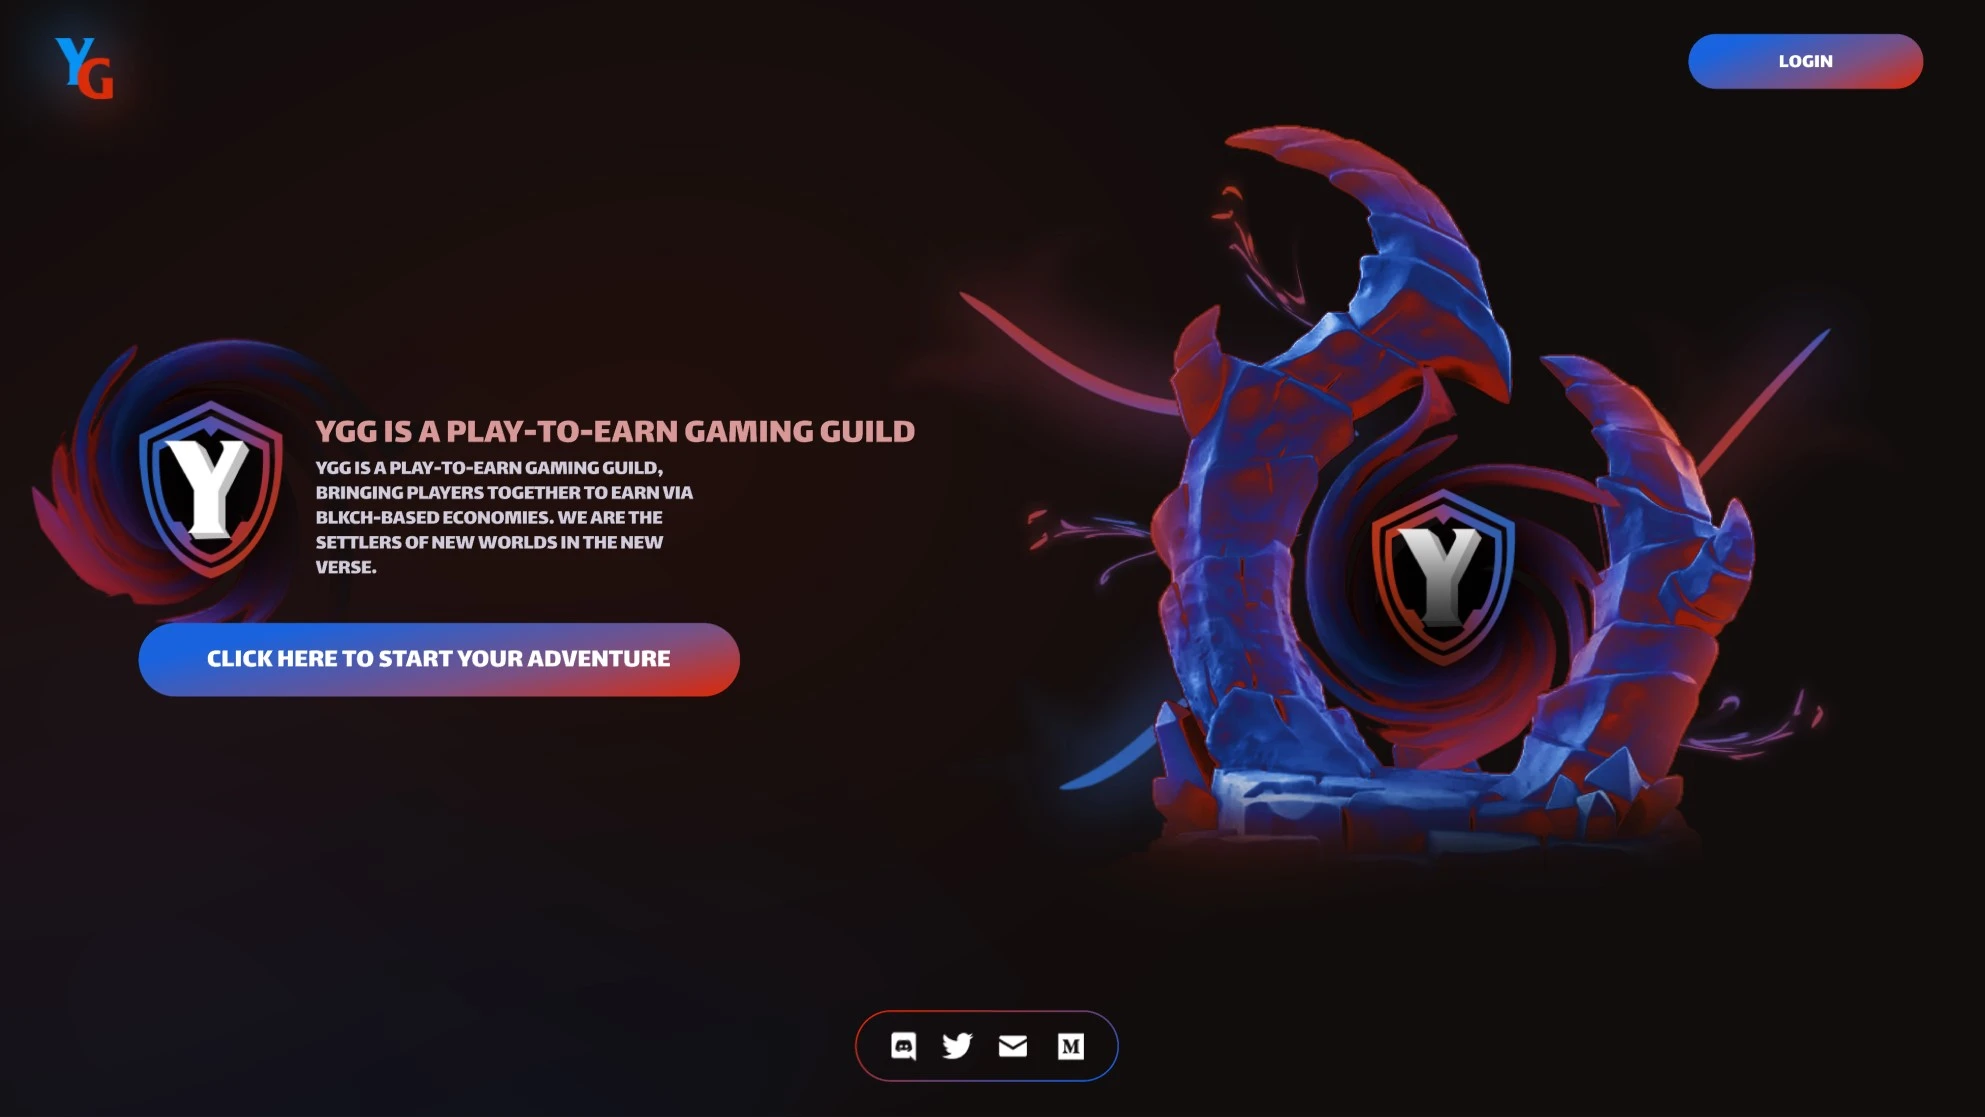 YG
LOGIN
YGG IS A PLAY-TO-EARN GAMING GUILD
YGG IS A PLAY-TO-EARN GAMING GUILD,
BRINGING PLAYERS TOGETHER TO EARN VIA
BLKCH-BASED ECONOMIES. WE ARE THE
SETTLERS OF NEW WORLDS IN THE NEW
VERSE.
Y
Y
CLICK HERE TO START YOUR ADVENTURE
M